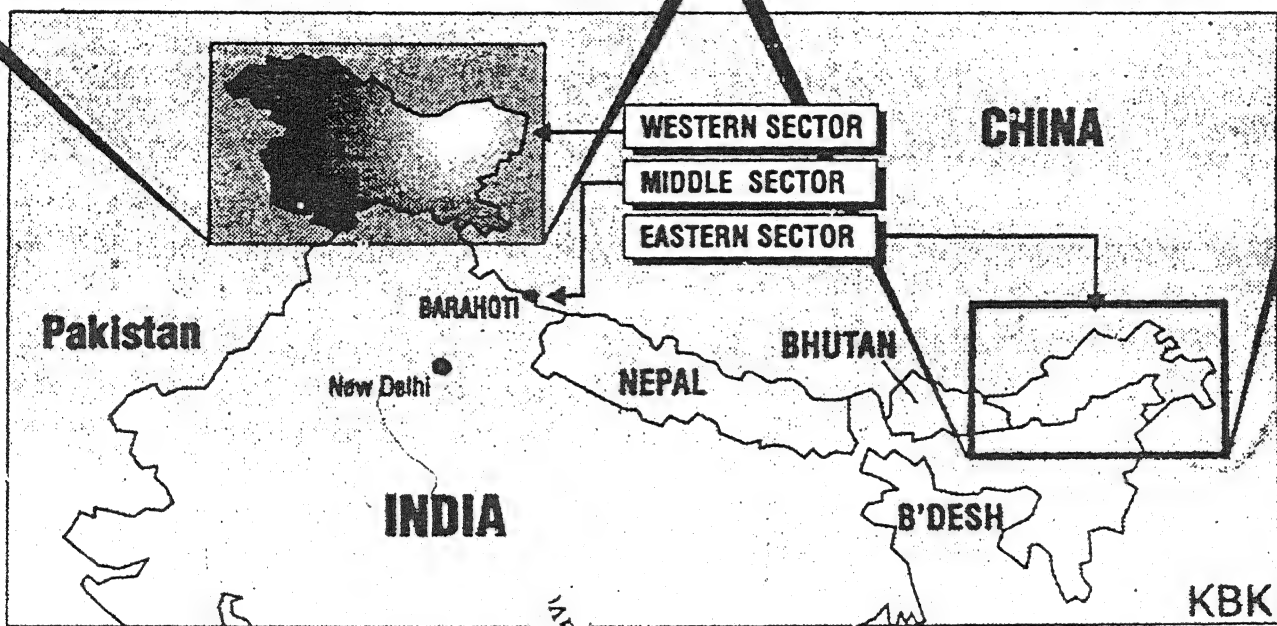 WESTERN SECTOR
CHINA
MIDDLE SECTOR
EASTERN SECTOR
BARAHOTI
Pakistan
BHUTAN
New Delhi
NEPAL
INDIA
B'DESH
KBK